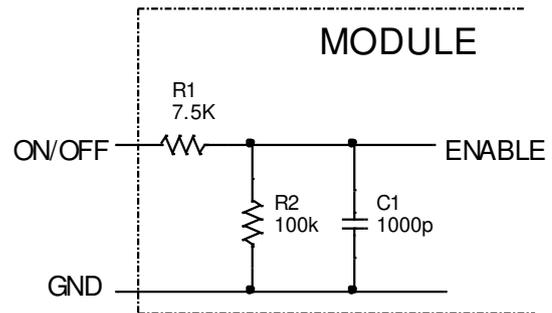 MODULE
R1
7.5K
ON/OFF
ENABLE
R2
100k
C1
1000p
GND